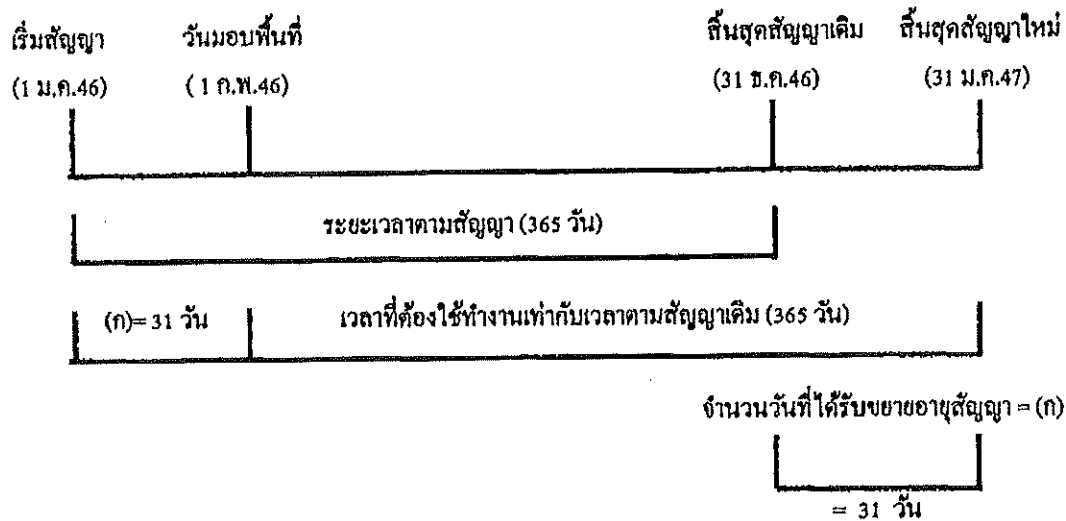 เริ่มสัญญา วันมอบพื้นที่ สิ้นสุดสัญญาเดิม สิ้นสุดสัญญาใหม่
(1 ม.ค.46) ( 1 ก.พ.46) (31 ธ.ค.46) (31 ม.ค.47)
ระยะเวลาตามสัญญา (365 วัน)
(ก)= 31 วัน เวลาที่ต้องใช้ทำงานเท่ากับเวลาตามสัญญาเดิม (365 วัน)
จำนวนวันที่ได้รับขยายอายุสัญญา = (ก)
= 31 วัน